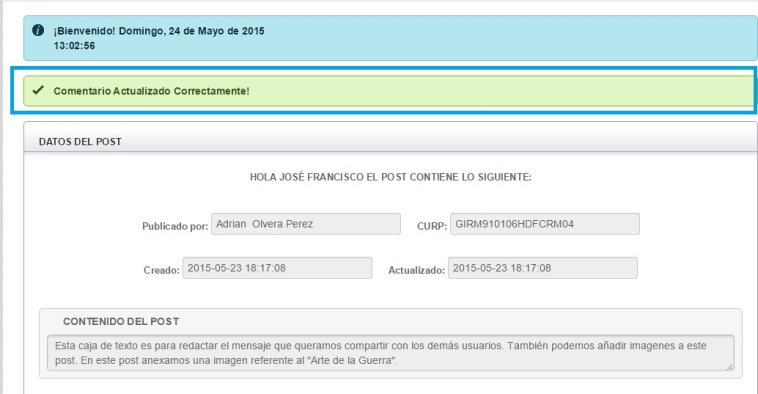 ¡Bienvenido! Domingo, 24 de Mayo de 2015
13:02:56
Comentario Actualizado Correctamente!
DATOS DEL POST
HOLA JOSÉ FRANCISCO EL POST CONTIENE LO SIGUIENTE:
Publicado por: Adrian Olvera Perez CURP: GIRM910106HDFCRM04
Creado: 2015-05-23 18:17:08 Actualizado: 2015-05-23 18:17:08
CONTENIDO DEL POST
Esta caja de texto es para redactar el mensaje que queramos compartir con los demás usuarios. También podemos añadir imagenes a este
post. En este post anexamos una imagen referente al "Arte de la Guerra".